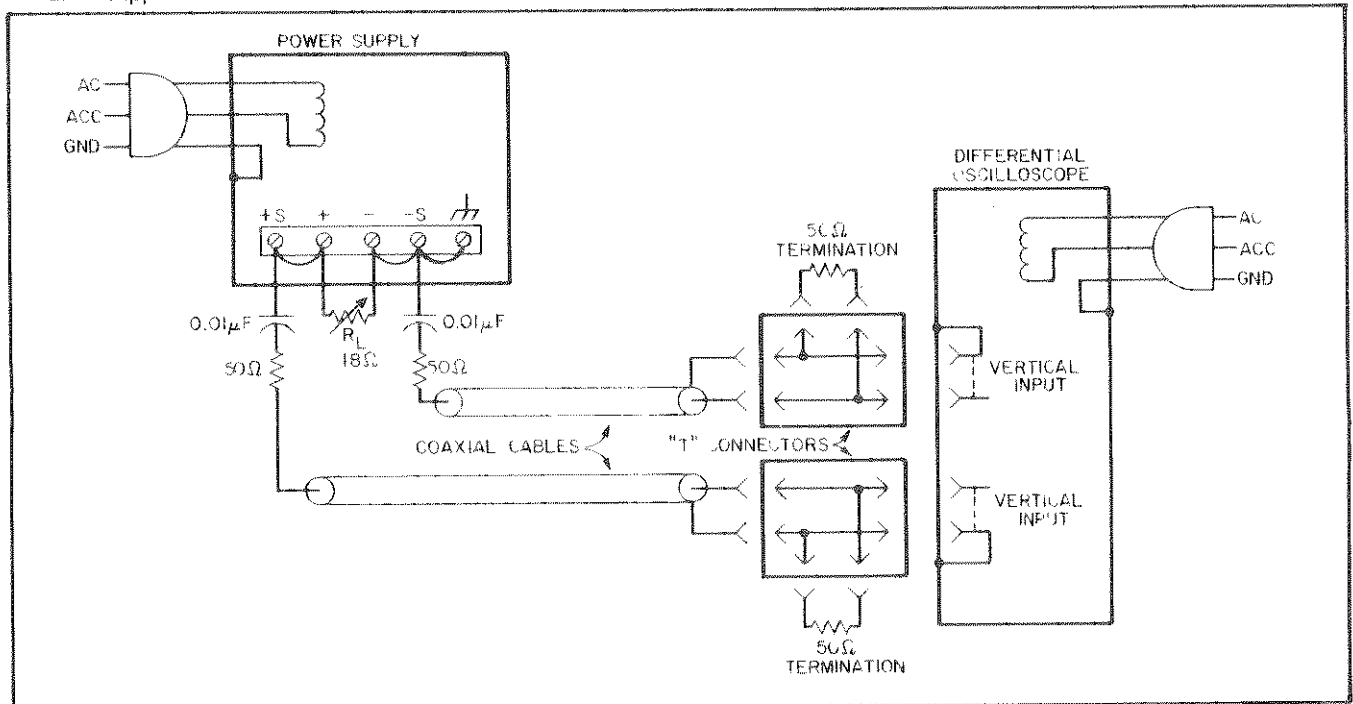 POWER SUPPLY
AC
ACC
GND
+S + - -S
0.01μF
R_L
18Ω
0.01μF
50Ω
50Ω
COAXIAL CABLES
"T" CONNECTORS
50Ω
TERMINATION
50Ω
TERMINATION
DIFFERENTIAL
OSCILLOSCOPE
AC
ACC
GND
VERTICAL
INPUT
VERTICAL
INPUT